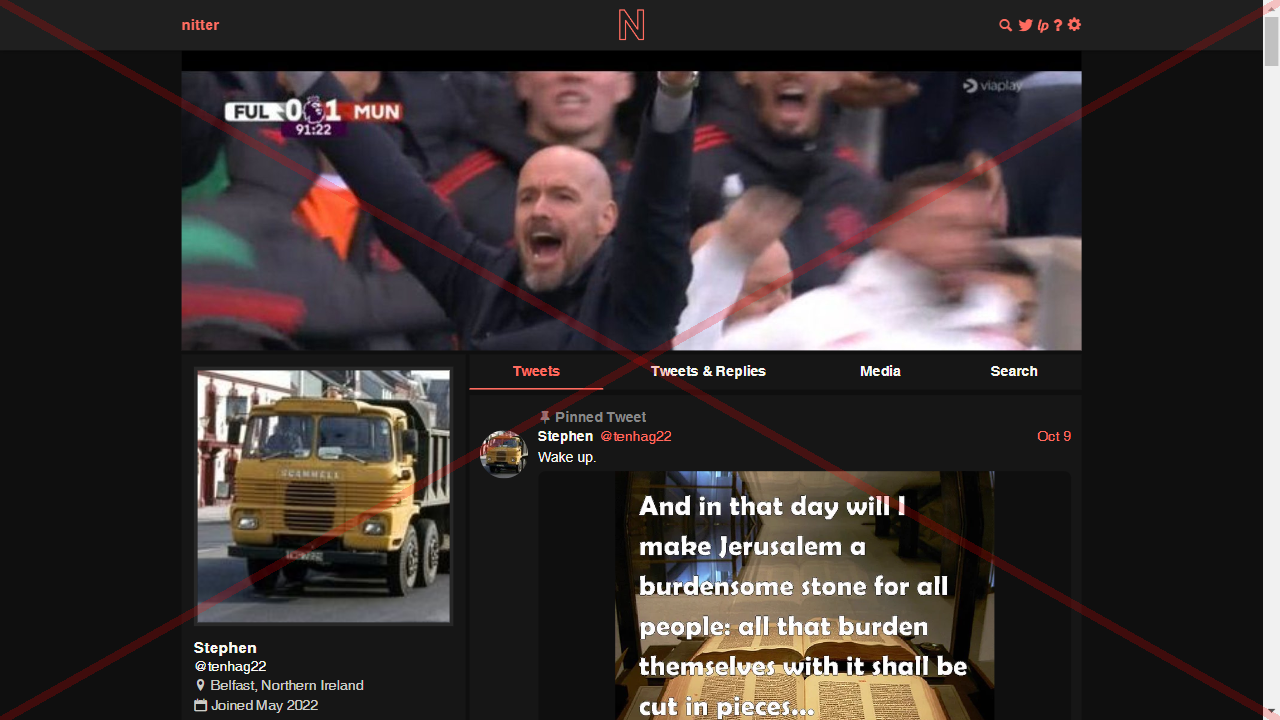 nitter
N
lp ?
viaplay
FUL 0 1 MUN
91:22
Tweets
Tweets & Replies
Media
Search
SCAMMELL
Pinned Tweet
Stephen @tenhag22
Oct 9
Wake up.
And in that day will I
make Jerusalem a
burdensome stone for all
people: all that burden
themselves with it shall be
cut in pieces...
Stephen
@tenhag22
Belfast, Northern Ireland
Joined May 2022